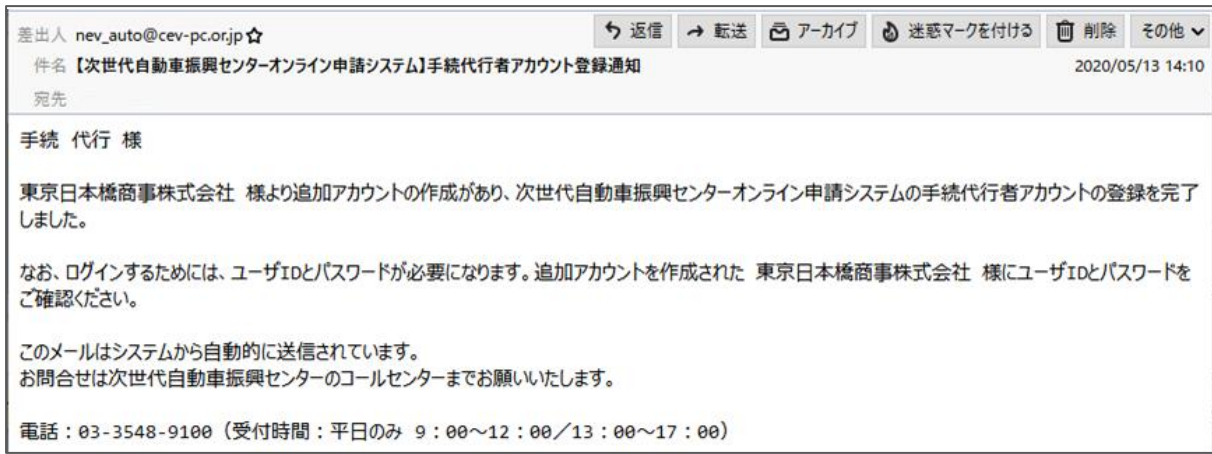 差出人 nev_auto@cev-pc.or.jp☆ 返信 転送 アーカイブ 迷惑マークを付ける 削除 その他
件名 【次世代自動車振興センターオンライン申請システム】手続代行者アカウント登録通知 2020/05/13 14:10
宛先
手続 代行 様
東京日本橋商事株式会社 様より追加アカウントの作成があり、次世代自動車振興センターオンライン申請システムの手続代行者アカウントの登録を完了
しました。
なお、ログインするためには、ユーザIDとパスワードが必要になります。追加アカウントを作成された 東京日本橋商事株式会社 様にユーザIDとパスワードを
ご確認ください。
このメールはシステムから自動的に送信されています。
お問合せは次世代自動車振興センターのコールセンターまでお願いいたします。
電話：03-3548-9100（受付時間：平日のみ 9：00～12：00／13：00～17：00）